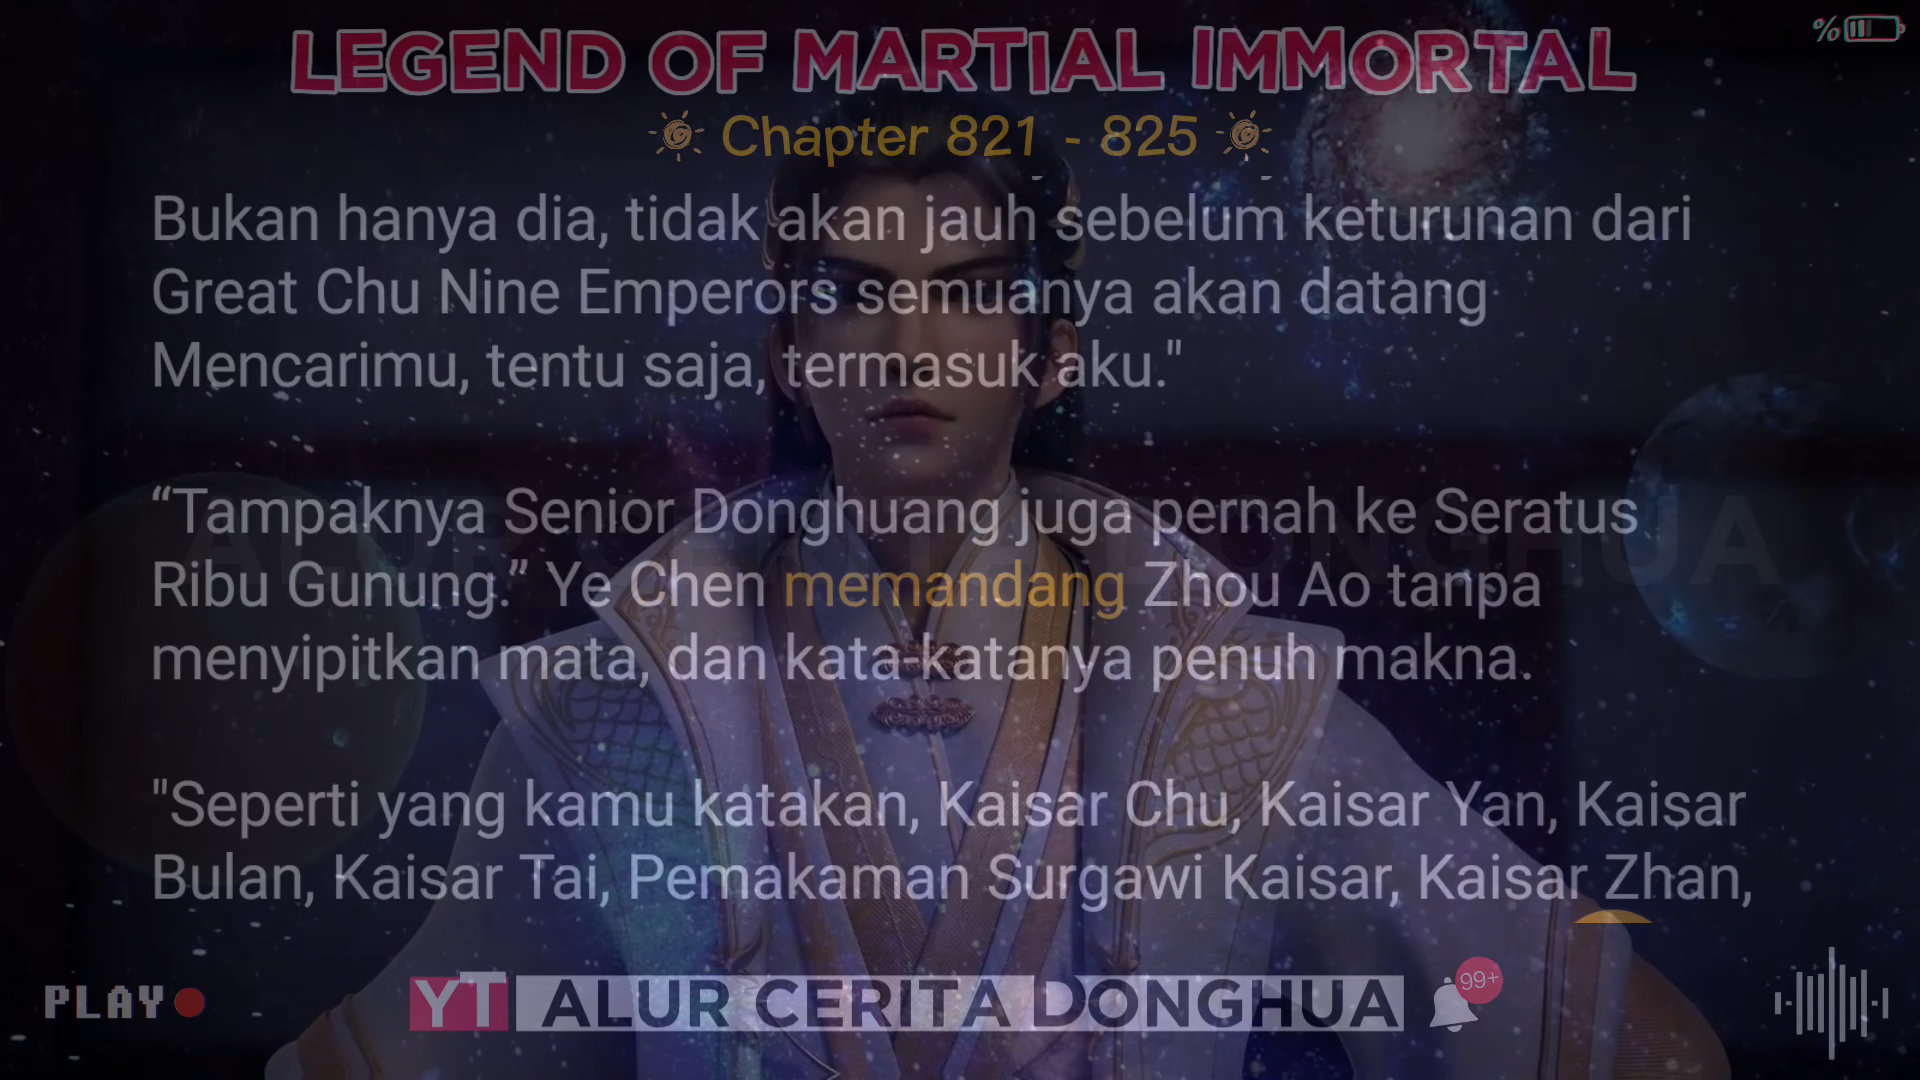 LEGEND OF MARTIAL IMMORTAL
%
Chapter 821 - 825
Bukan hanya dia, tidak akan jauh sebelum keturunan dari
Great Chu Nine Emperors semuanya akan datang
Mencarimu, tentu saja, termasuk aku."
“Tampaknya Senior Donghuang juga pernah ke Seratus
Ribu Gunung.” Ye Chen memandang Zhou Ao tanpa
menyipitkan mata, dan kata-katanya penuh makna.
"Seperti yang kamu katakan, Kaisar Chu, Kaisar Yan, Kaisar
Bulan, Kaisar Tai, Pemakaman Surgawi Kaisar, Kaisar Zhan,
PLAY
YT ALUR CERITA DONGHUA
99+
ALUR CERITA DONGHUA